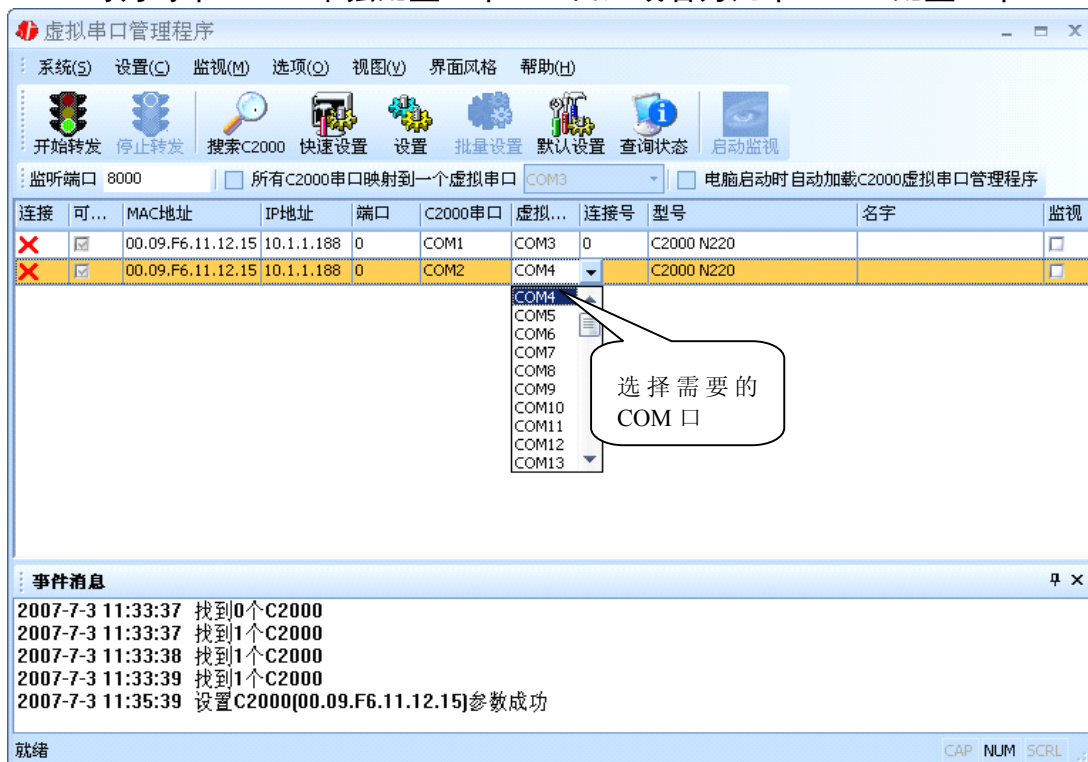 虚拟串口管理程序
系统(S) 设置(C) 监视(M) 选项(O) 视图(V) 界面风格 帮助(H)
开始转发 停止转发 搜索C2000 快速设置 设置 批量设置 默认设置 查询状态 启动监视
监听端口 8000 所有C2000串口映射到一个虚拟串口 COM3 电脑启动时自动加载C2000虚拟串口管理程序
连接 可... MAC地址 IP地址 端口 C2000串口 虚拟... 连接号 型号 名字 监视
00.09.F6.11.12.15 10.1.1.188 0 COM1 COM3 0 C2000 N220
00.09.F6.11.12.15 10.1.1.188 0 COM2 COM4 C2000 N220
COM4
COM5
COM6
COM7
COM8
COM9
COM10
COM11
COM12
COM13
选择需要的
COM 口
事件消息
2007-7-3 11:33:37 找到0个C2000
2007-7-3 11:33:37 找到1个C2000
2007-7-3 11:33:38 找到1个C2000
2007-7-3 11:33:39 找到1个C2000
2007-7-3 11:35:39 设置C2000(00.09.F6.11.12.15)参数成功
就绪 CAP NUM SCRL